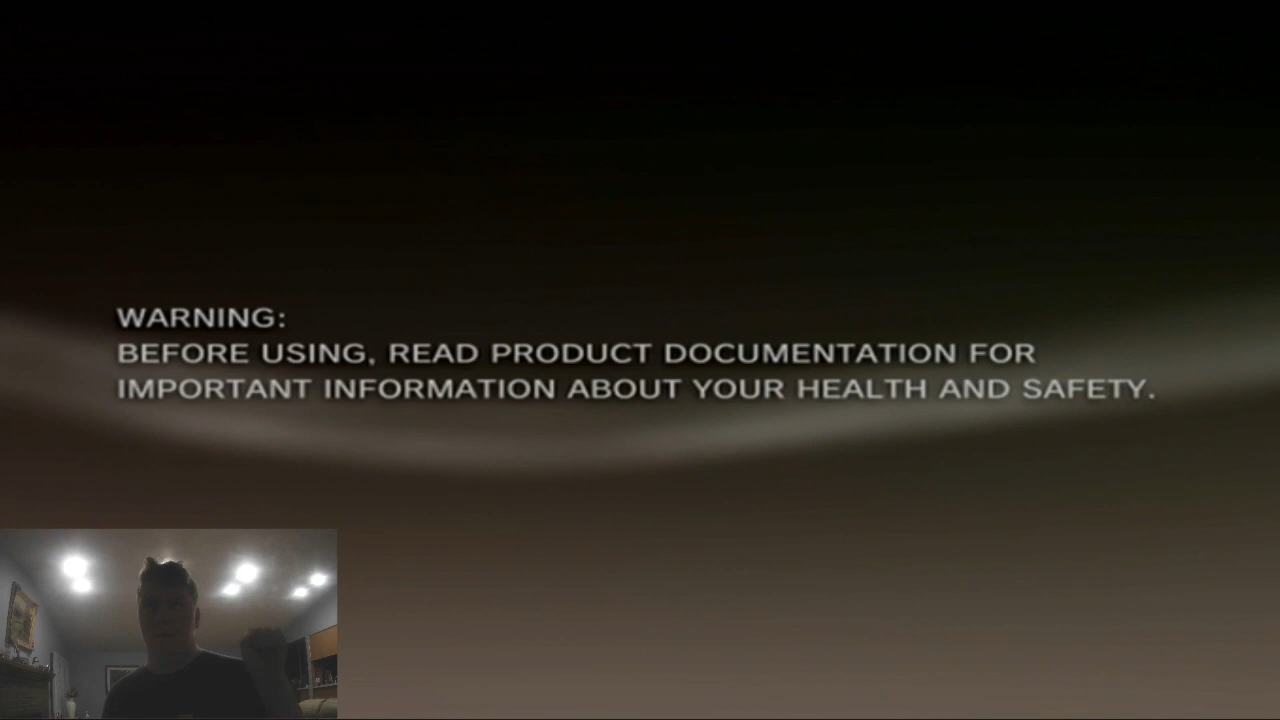 WARNING:
BEFORE USING, READ PRODUCT DOCUMENTATION FOR
IMPORTANT INFORMATION ABOUT YOUR HEALTH AND SAFETY.